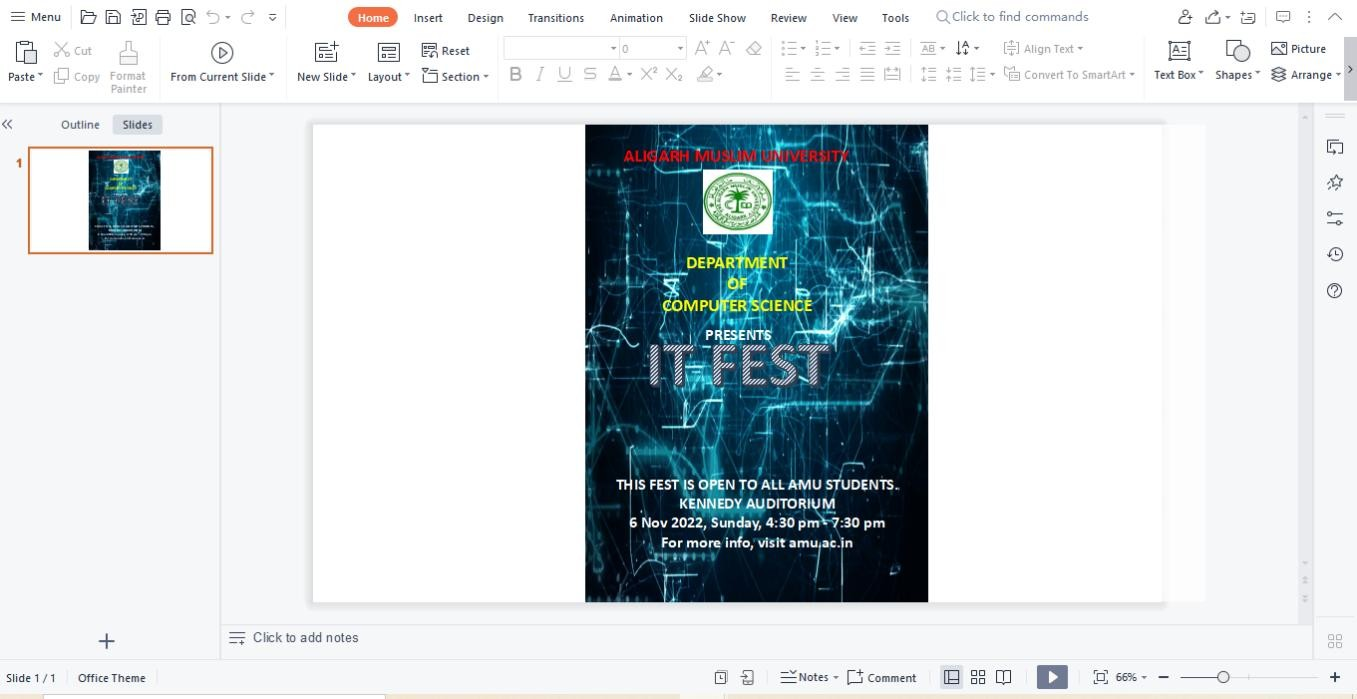 Menu Home Insert Design Transitions Animation Slide Show Review View Tools Click to find commands
Paste Cut Copy Format Painter From Current Slide New Slide Layout Reset Section 0 Align Text Convert To SmartArt Text Box Shapes Picture Arrange
Outline Slides
1
ALIGARH MUSLIM UNIVERSITY
DEPARTMENT
OF
COMPUTER SCIENCE
PRESENTS
IT FEST
THIS FEST IS OPEN TO ALL AMU STUDENTS.
KENNEDY AUDITORIUM
6 Nov 2022, Sunday, 4:30 pm - 7:30 pm
For more info, visit amu.ac.in
Click to add notes
Slide 1 / 1 Office Theme Notes Comment 66%